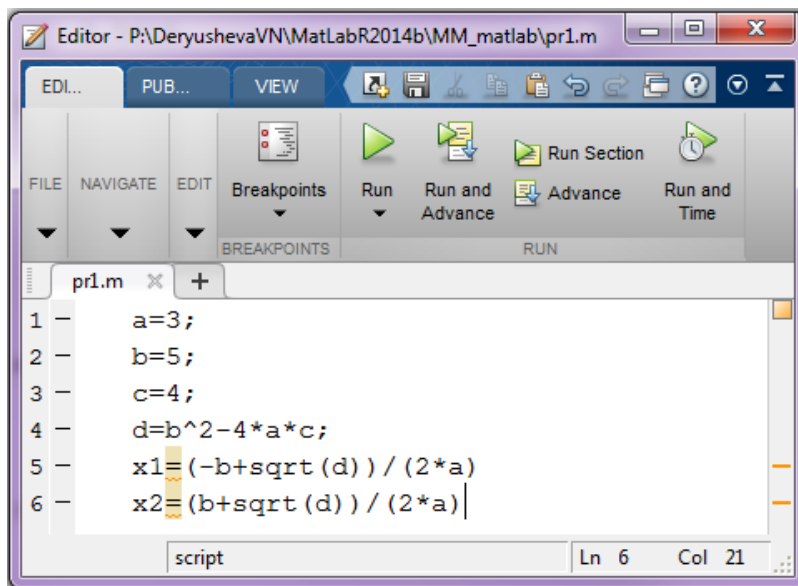 Editor - P:\DeryushevaVN\MatLabR2014b\MM_matlab\pr1.m
EDI... PUB... VIEW
FILE NAVIGATE EDIT Breakpoints Run Run and Advance Run Section Advance Run and Time
BREAKPOINTS RUN
pr1.m
1 - a=3;
2 - b=5;
3 - c=4;
4 - d=b^2-4*a*c;
5 - x1=(-b+sqrt(d))/(2*a)
6 - x2=(b+sqrt(d))/(2*a)
script Ln 6 Col 21